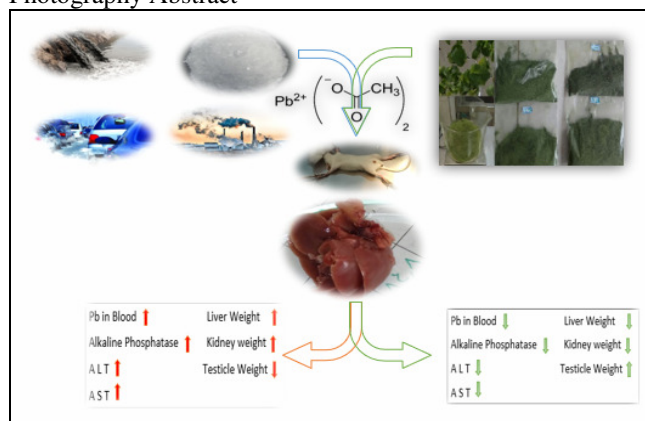 Photography Abstract
Pb2+ ( −O CH3 O )2
Pb in Blood ↑ Liver Weight ↑
Alkaline Phosphatase ↑ Kidney weight ↑
ALT ↑ Testicle Weight ↓
AST ↑
Pb in Blood ↓ Liver Weight ↓
Alkaline Phosphatase ↓ Kidney weight ↓
ALT ↓ Testicle Weight ↑
AST ↓